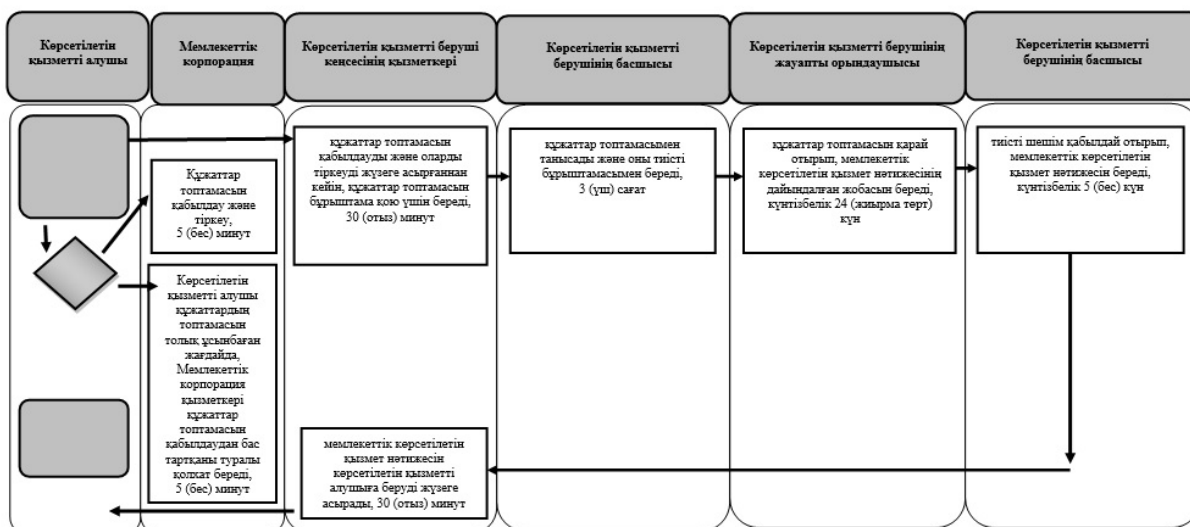 Көрсетілетін
қызметті алушы
Мемлекеттік
корпорация
Көрсетілетін қызметті беруші
кеңсесінің қызметкері
Көрсетілетін қызметті
берушінің басшысы
Көрсетілетін қызметті берушінің
жауапты орындаушысы
Көрсетілетін қызметті
берушінің басшысы
Құжаттар
топтамасын
қабылдау және
тіркеу,
5 (бес) минут
Көрсетілетін
қызметті алушы
құжаттардың
топтамасын
толық ұсынбаған
жағдайда,
Мемлекеттік
корпорация
қызметкері
құжаттар
топтамасын
қабылдаудан бас
тартқаны туралы
қолхат береді,
5 (бес) минут
құжаттар топтамасын
қабылдауды және оларды
тіркеуді жүзеге асырғаннан
кейін, құжаттар топтамасын
бұрыштама қою үшін береді,
30 (отыз) минут
құжаттар топтамасымен
танысады және оны тиісті
бұрыштамасымен береді,
3 (үш) сағат
құжаттар топтамасын қарай
отырып, мемлекеттік
көрсетілетін қызмет нәтижесінің
дайындалған жобасын береді,
күнтізбелік 24 (жиырма төрт)
күн
тиісті шешім қабылдай отырып,
мемлекеттік көрсетілетін
қызмет нәтижесін береді,
күнтізбелік 5 (бес) күн
мемлекеттік көрсетілетін
қызмет нәтижесін
көрсетілетін қызметті
алушыға беруді жүзеге
асырады, 30 (отыз) минут